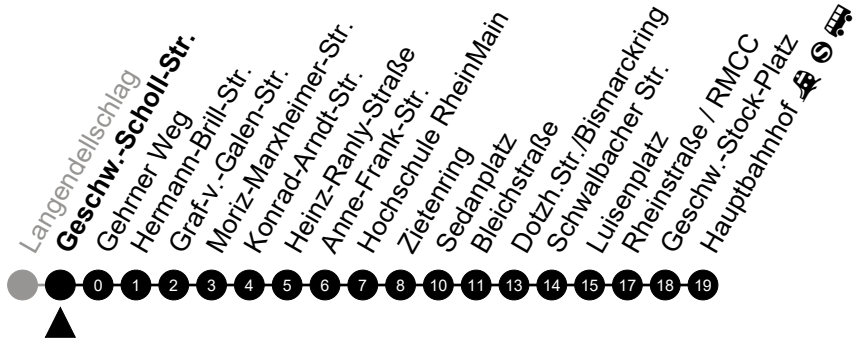 Langendellschlag
Geschw.-Scholl-Str.
Gehrner Weg
Hermann-Brill-Str.
Graf-v.-Galen-Str.
Moriz-Marxheimer-Str.
Konrad-Arndt-Str.
Heinz-Ranly-Straße
Anne-Frank-Str.
Hochschule RheinMain
Zietenring
Sedanplatz
Bleichstraße
Dotzh.Str./Bismarckring
Schwalbacher Str.
Luisenplatz
Rheinstraße / RMCC
Geschw.-Stock-Platz
Hauptbahnhof S
0 1 2 3 4 5 6 7 8 10 11 13 14 15 17 18 19